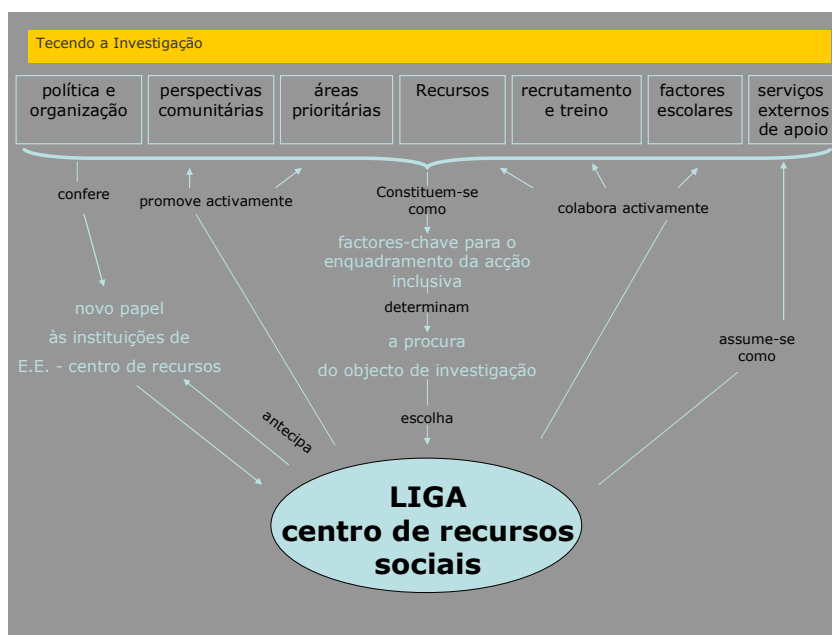 Tecendo a Investigação
política e
organização
perspectivas
comunitárias
áreas
prioritárias
Recursos
recrutamento
e treino
factores
escolares
serviços
externos
de apoio
confere
promove activamente
Constituem-se
como
colabora activamente
factores-chave para o
enquadramento da acção
inclusiva
determinam
novo papel
às instituições de
E.E. - centro de recursos
a procura
do objecto de investigação
assume-se
como
antecipa
escolha
LIGA
centro de recursos
sociais